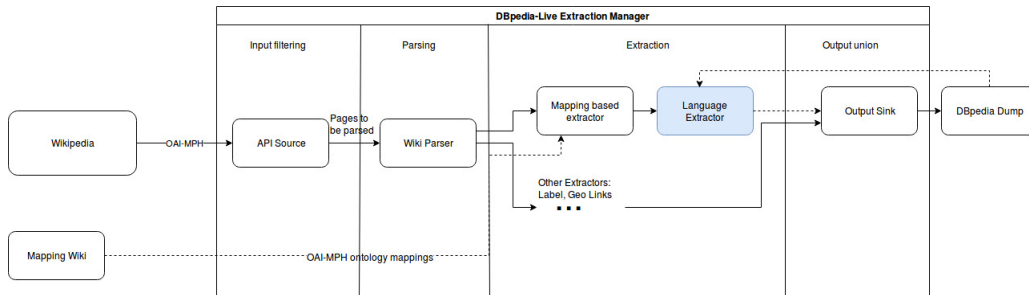 DBpedia-Live Extraction Manager
Input filtering
Parsing
Extraction
Output union
Wikipedia
OAI-MPH
API Source
Pages to
be parsed
Wiki Parser
Mapping based
extractor
Language
Extractor
Output Sink
DBpedia Dump
Other Extractors:
Label, Geo Links
Mapping Wiki
OAI-MPH ontology mappings